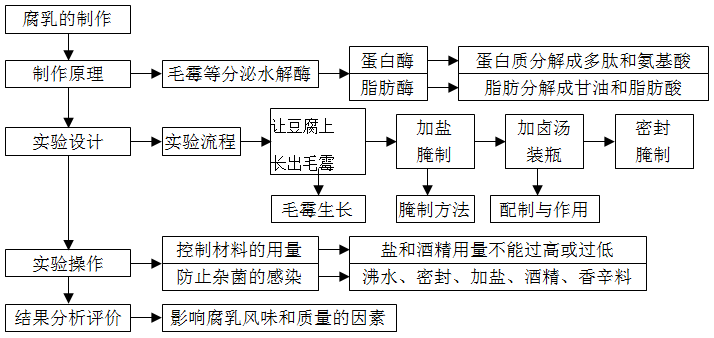 腐乳的制作
制作原理
毛霉等分泌水解酶
蛋白酶
蛋白质分解成多肽和氨基酸
脂肪酶
脂肪分解成甘油和脂肪酸
实验设计
实验流程
让豆腐上
长出毛霉
加盐
腌制
加卤汤
装瓶
密封
腌制
毛霉生长
腌制方法
配制与作用
实验操作
控制材料的用量
盐和酒精用量不能过高或过低
防止杂菌的感染
沸水、密封、加盐、酒精、香辛料
结果分析评价
影响腐乳风味和质量的因素